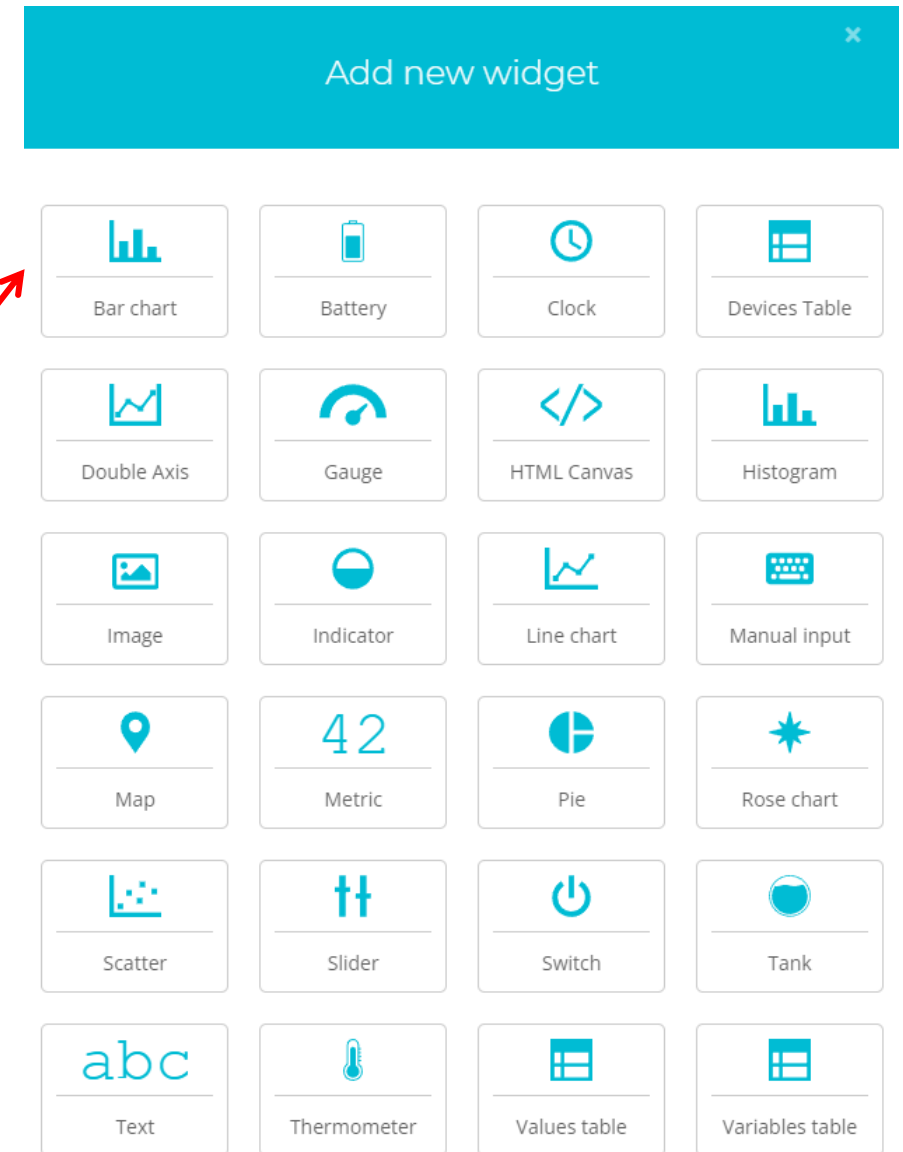 Add new widget
Bar chart
Battery
Clock
Devices Table
Double Axis
Gauge
</>
HTML Canvas
Histogram
Image
Indicator
Line chart
Manual input
Map
42
Metric
Pie
Rose chart
Scatter
Slider
Switch
Tank
abc
Text
Thermometer
Values table
Variables table